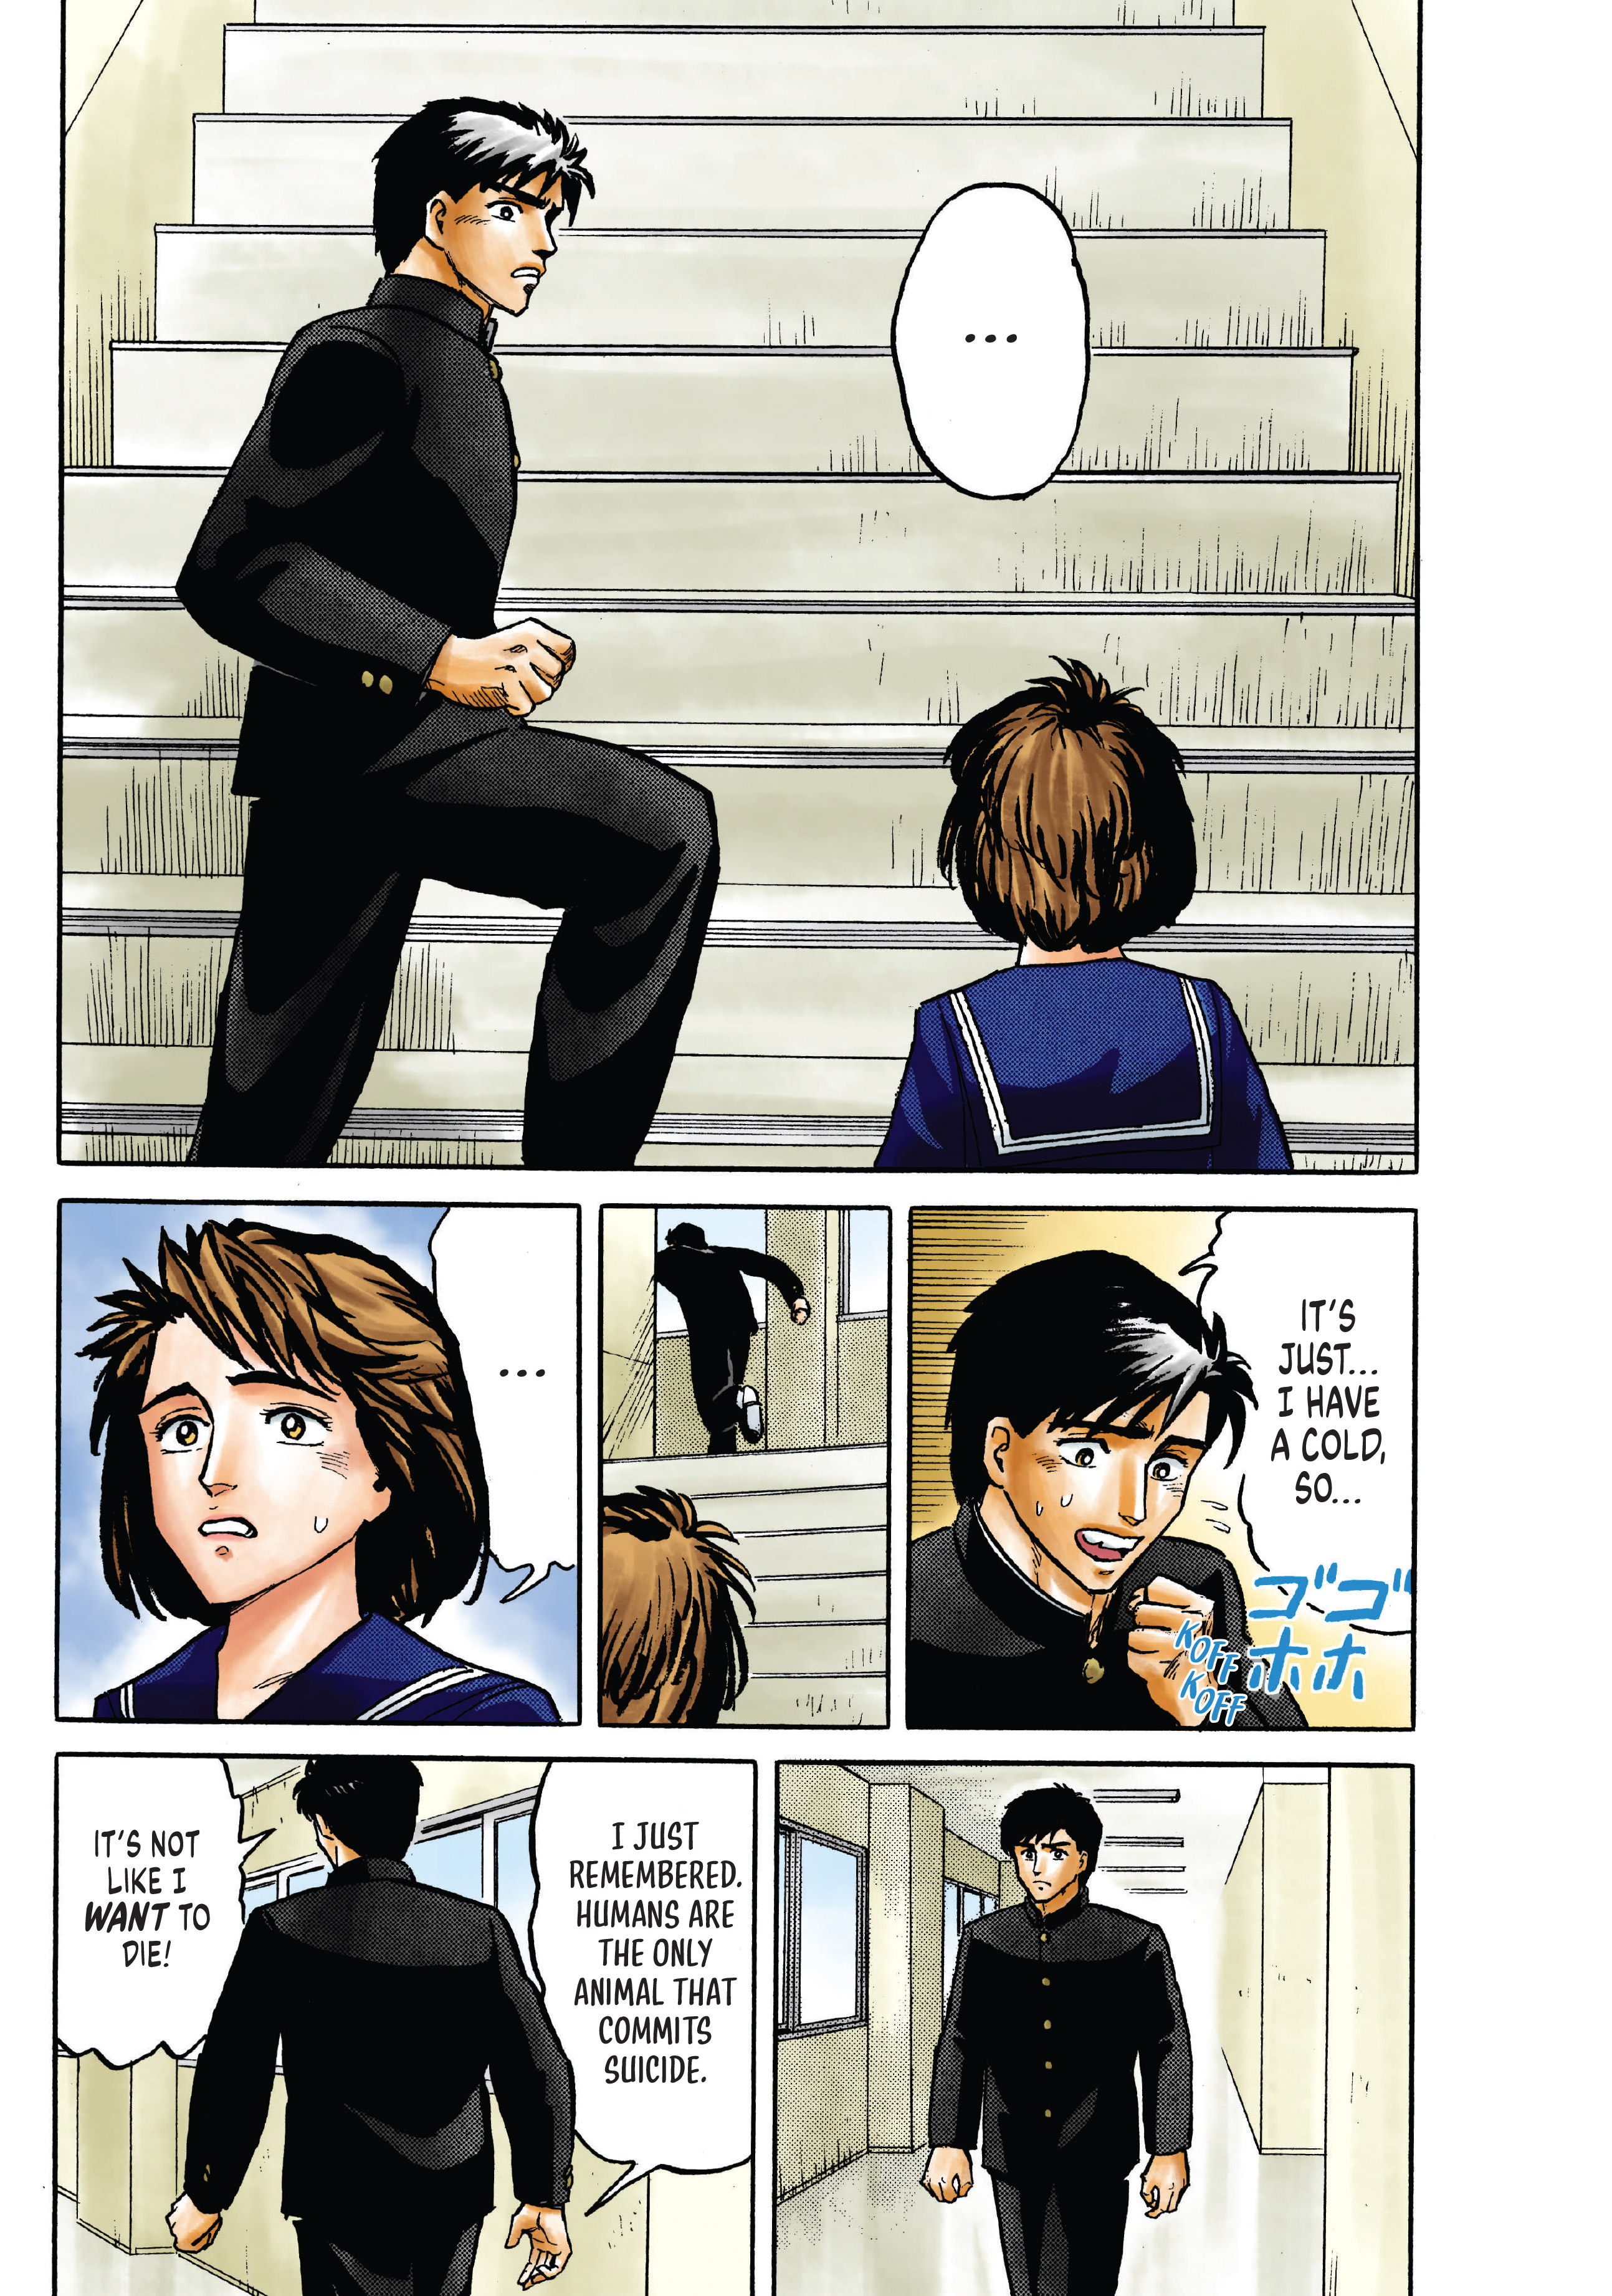 ...
IT'S
JUST...
I HAVE
A COLD,
SO...
ゴゴ
ホホ
KOFF
KOFF
...
I JUST
REMEMBERED.
HUMANS ARE
THE ONLY
ANIMAL THAT
COMMITS
SUICIDE.
IT'S NOT
LIKE I
WANT TO
DIE!